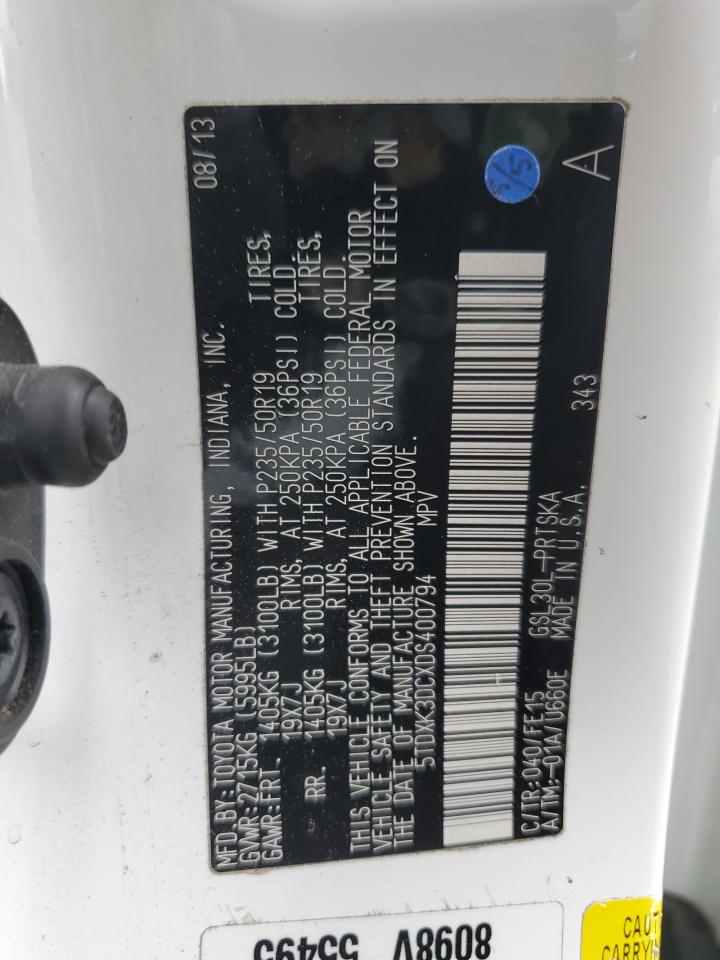 MFD BY:TOYOTA MOTOR MANUFACTURING, INDIANA, INC. 08/13
GVWR:2715KG (5995LB)
GAWR:FRT. 1405KG (3100LB) WITH P235/50R19 TIRES,
19X7J RIMS, AT 250KPA (36PSI) COLD.
RR. 1405KG (3100LB) WITH P235/50R19 TIRES,
19X7J RIMS, AT 250KPA (36PSI) COLD.
THIS VEHICLE CONFORMS TO ALL APPLICABLE FEDERAL MOTOR
VEHICLE SAFETY AND THEFT PREVENTION STANDARDS IN EFFECT ON
THE DATE OF MANUFACTURE SHOWN ABOVE.
5TDXK3DCXDS400794 MPV
5/5
C/TR:040/FE15 GSL30L-PRTSKA 343 A
A/TM:-01A/U660E MADE IN U.S.A.
8098V
55495
CAUT
CARRYI